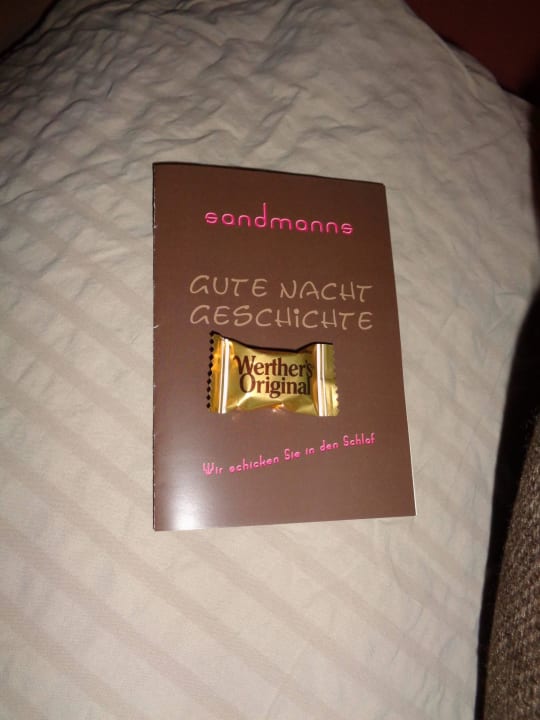 sandmanns
GUTE NACHT
GESCHiCHTE
Werther's
Original
Wir schicken Sie in den Schlaf